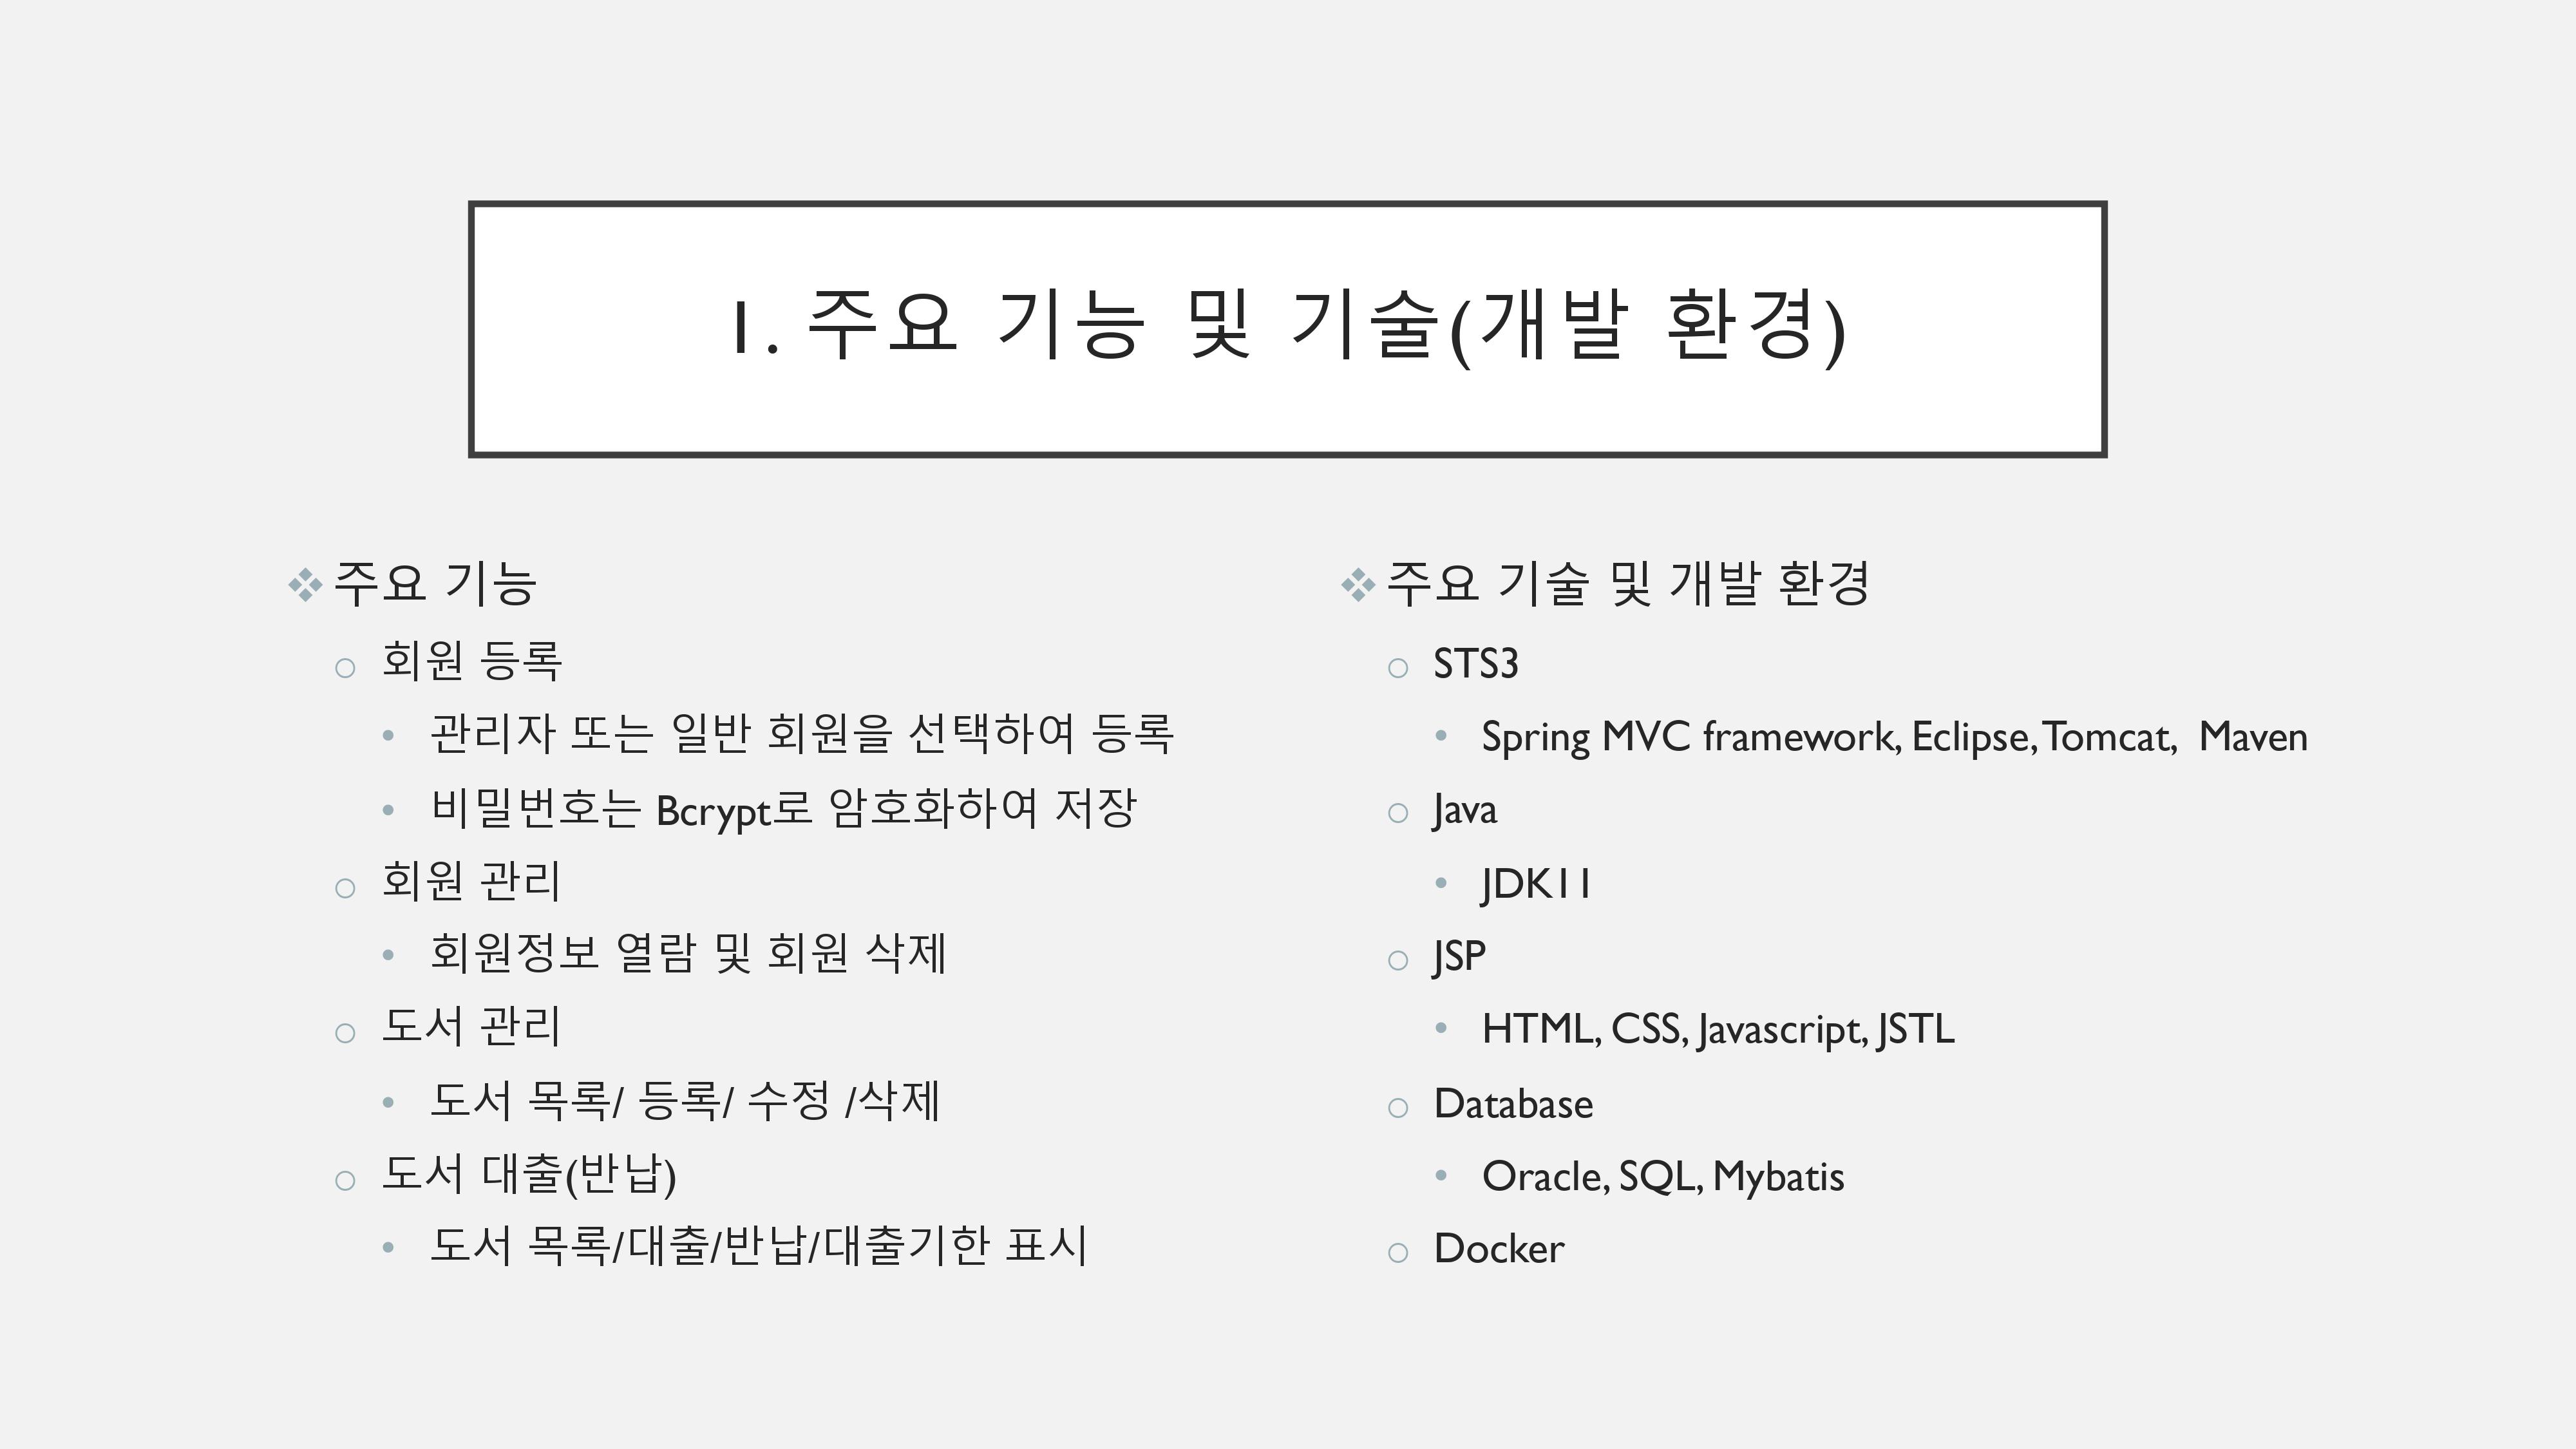 1. 주요 기능 및 기술(개발 환경)
❖ 주요 기능
○ 회원 등록
• 관리자 또는 일반 회원을 선택하여 등록
• 비밀번호는 Bcrypt로 암호화하여 저장
○ 회원 관리
• 회원정보 열람 및 회원 삭제
○ 도서 관리
• 도서 목록/ 등록/ 수정 /삭제
○ 도서 대출(반납)
• 도서 목록/대출/반납/대출기한 표시
❖ 주요 기술 및 개발 환경
○ STS3
• Spring MVC framework, Eclipse, Tomcat,  Maven
○ Java
• JDK11
○ JSP
• HTML, CSS, Javascript, JSTL
○ Database
• Oracle, SQL, Mybatis
○ Docker